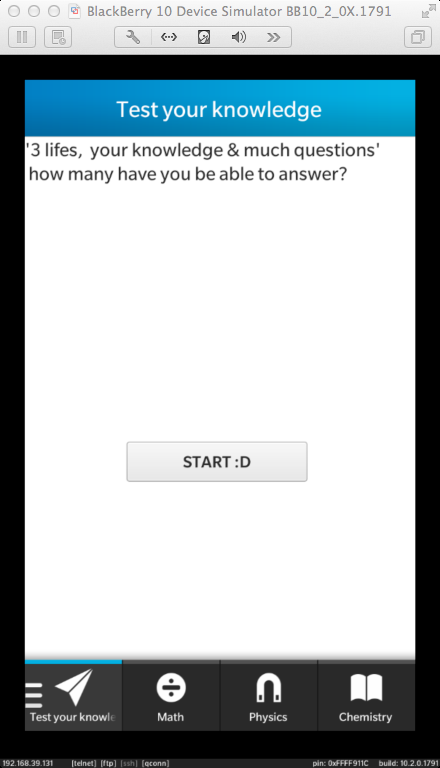 BlackBerry 10 Device Simulator BB10_2_0X.1791
Test your knowledge
'3 lifes, your knowledge & much questions'
how many have you be able to answer?
START :D
Test your knowle
Math
Physics
Chemistry
192.168.39.131 [telnet] [ftp] [ssh] [qconn] pin: 0xFFFF911C build: 10.2.0.1791